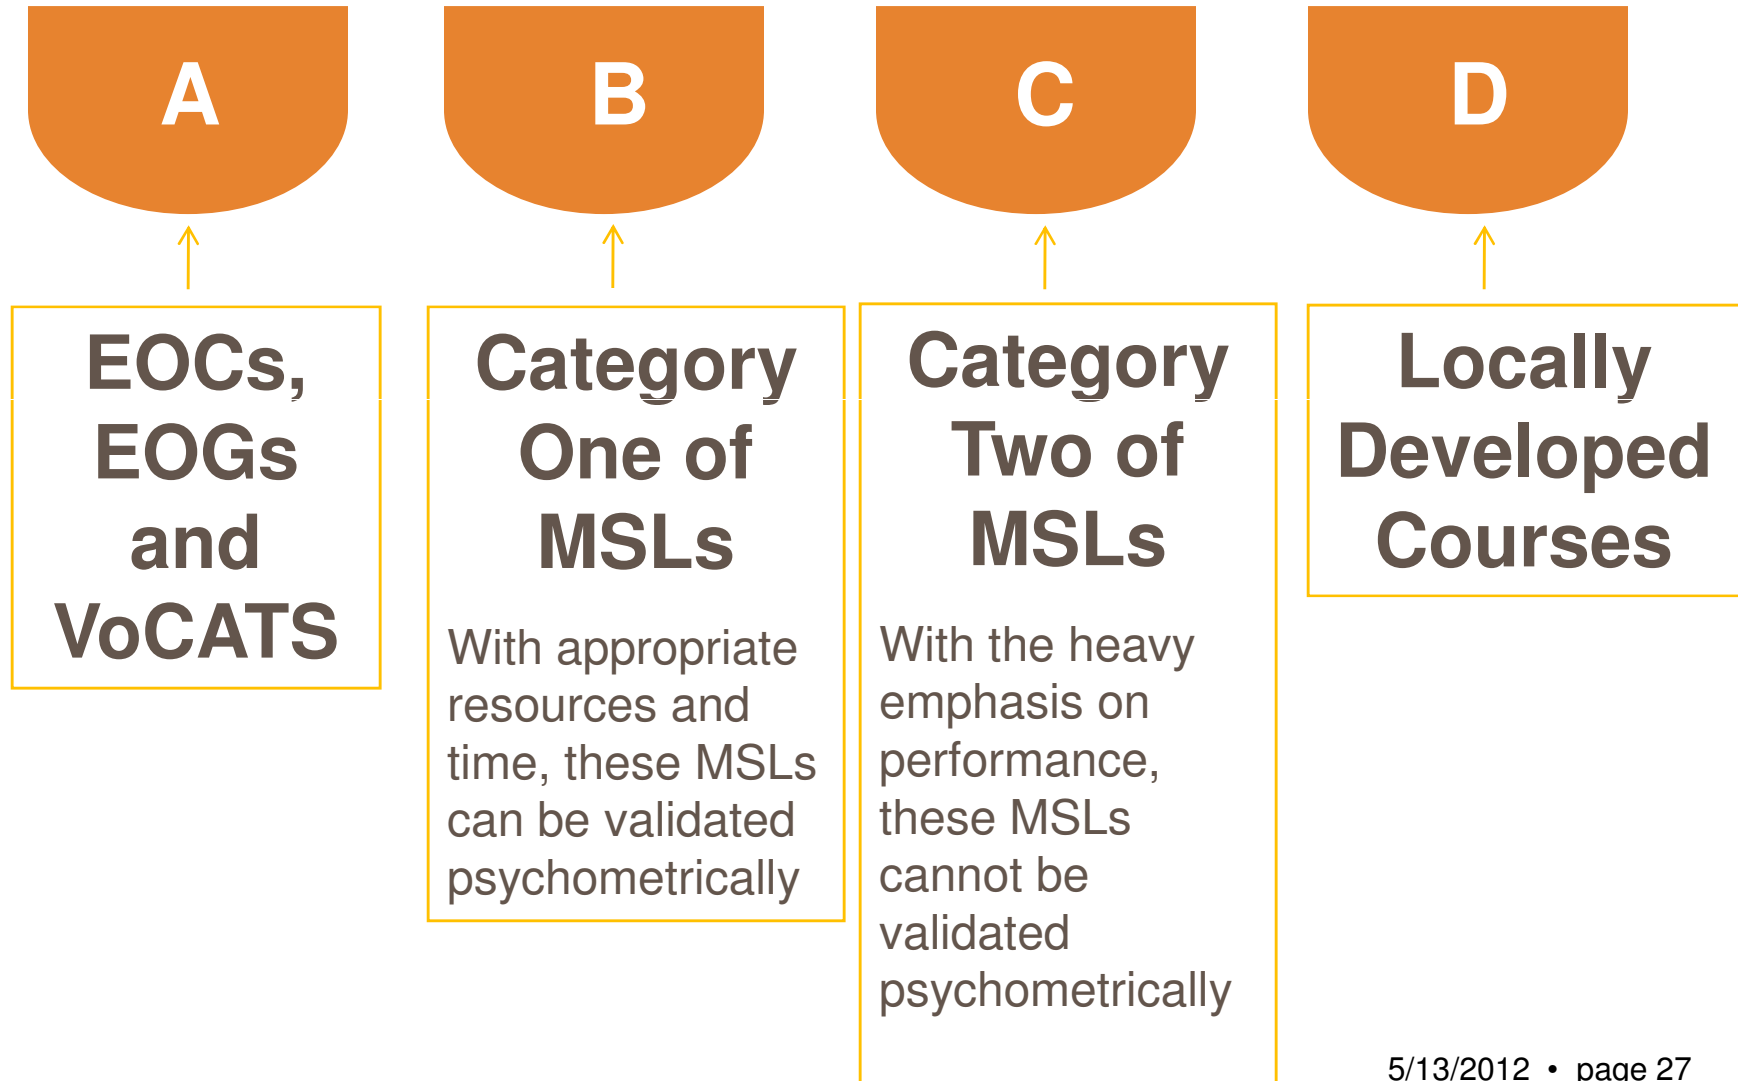 A
B
C
D
EOCs,
EOGs
and
VoCATS
Category
One of
MSLs
With appropriate
resources and
time, these MSLs
can be validated
psychometrically
Category
Two of
MSLs
With the heavy
emphasis on
performance,
these MSLs
cannot be
validated
psychometrically
Locally
Developed
Courses
5/13/2012 • page 27